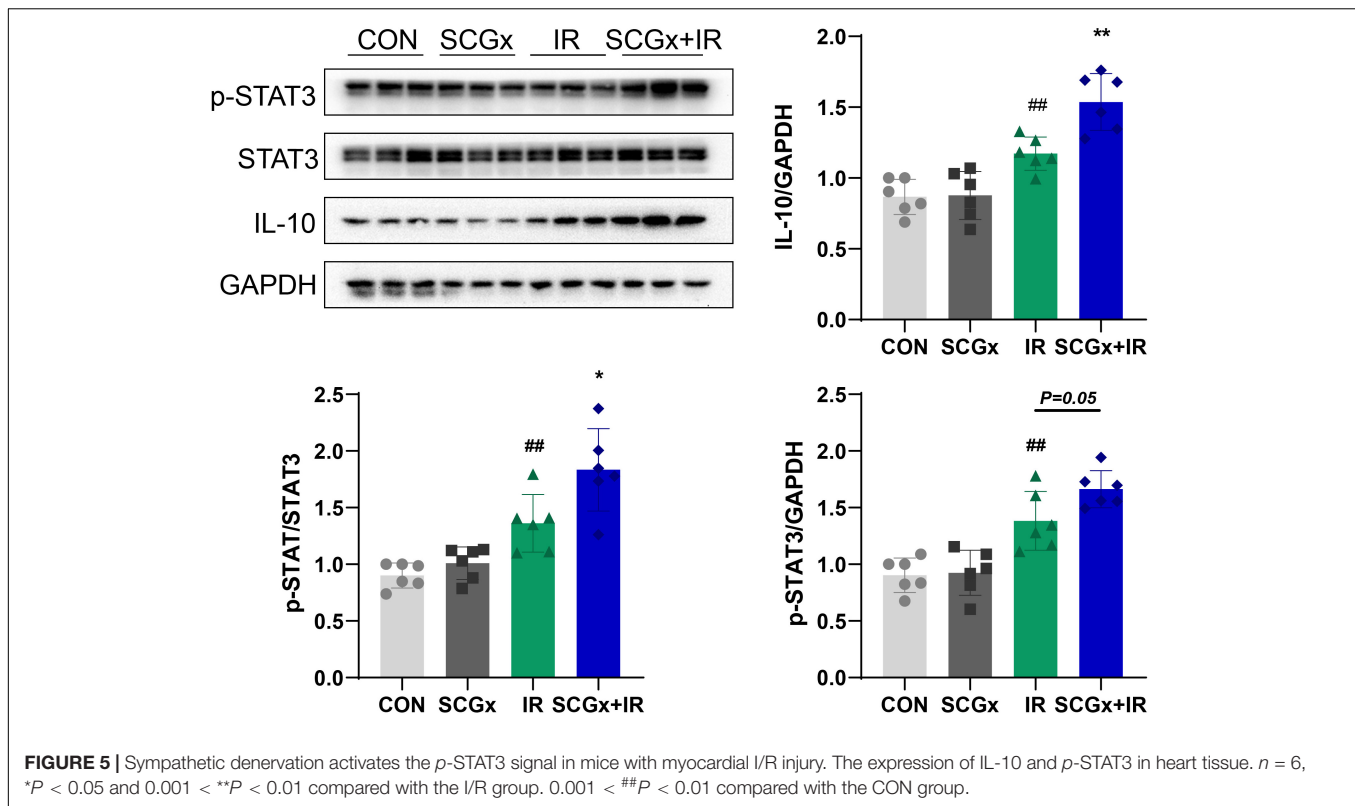 CON SCGx IR SCGx+IR
p-STAT3
STAT3
IL-10
GAPDH
**
##
2.0
1.5
1.0
0.5
0.0
IL-10/GAPDH
CON SCGx IR SCGx+IR
*
##
2.5
2.0
1.5
1.0
0.5
0.0
p-STAT/STAT3
CON SCGx IR SCGx+IR
P=0.05
##
2.5
2.0
1.5
1.0
0.5
0.0
p-STAT3/GAPDH
CON SCGx IR SCGx+IR
FIGURE 5 | Sympathetic denervation activates the p-STAT3 signal in mice with myocardial I/R injury. The expression of IL-10 and p-STAT3 in heart tissue. n = 6,
*P < 0.05 and 0.001 < **P < 0.01 compared with the I/R group. 0.001 < ##P < 0.01 compared with the CON group.